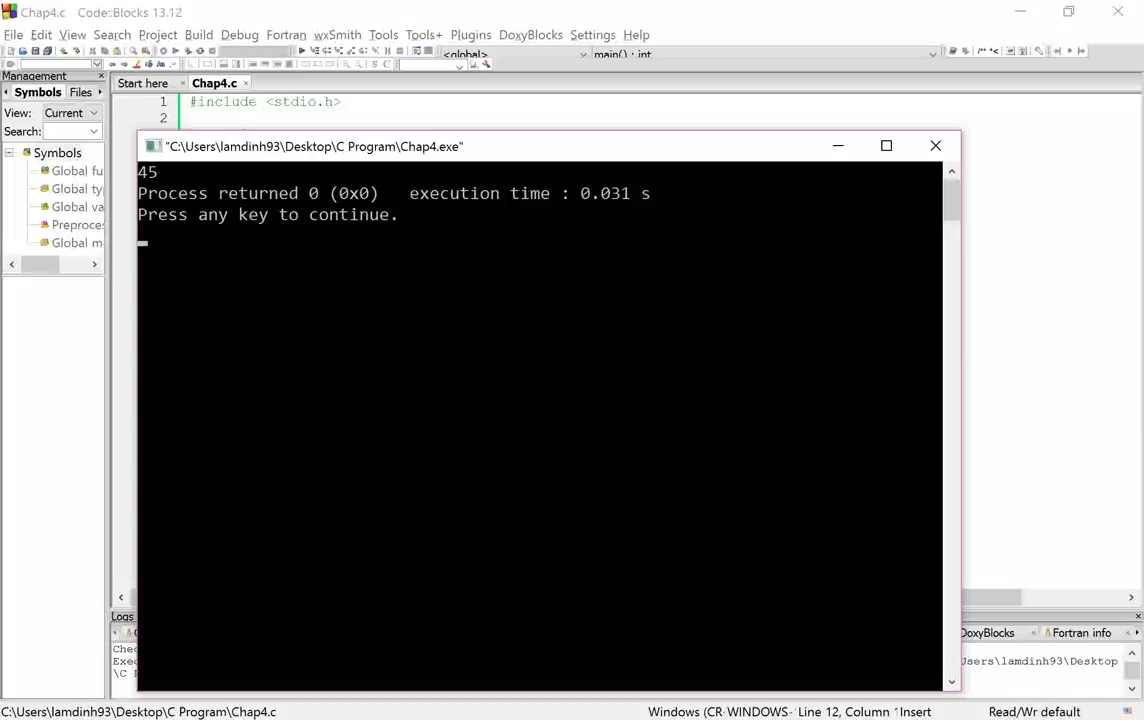 Chap4.c - Code::Blocks 13.12
File Edit View Search Project Build Debug Fortran wxSmith Tools Tools+ Plugins DoxyBlocks Settings Help
<global> main() : int
Management
Symbols Files
Start here Chap4.c
View: Current
Search:
1 #include <stdio.h>
2
Symbols
Global fu
Global ty
Global va
Preproces
Global m
"C:\Users\lamdinh93\Desktop\C Program\Chap4.exe"
45
Process returned 0 (0x0) execution time : 0.031 s
Press any key to continue.
Logs
DoxyBlocks Fortran info
Chec
Exec
Users\lamdinh93\Desktop
\C P
C:\Users\lamdinh93\Desktop\C Program\Chap4.c Windows (CR- WINDOWS- Line 12, Column 1 Insert Read/Wr default